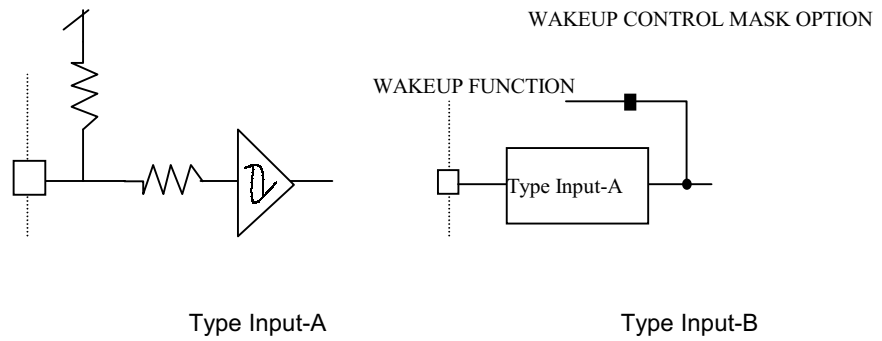 WAKEUP CONTROL MASK OPTION
WAKEUP FUNCTION
Type Input-A
Type Input-A
Type Input-B